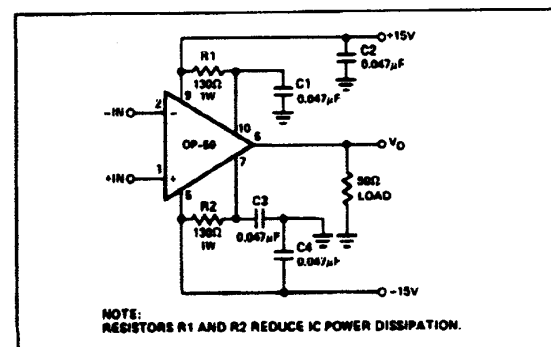 +15V
R1
C2
0.047µF
130Ω
1W
C1
0.047µF
9
10
-IN
2
-
OP-50
6
VO
+IN
1
+
7
5
50Ω
LOAD
R2
C3
130Ω
1W
0.047µF
C4
0.047µF
-15V
NOTE:
RESISTORS R1 AND R2 REDUCE IC POWER DISSIPATION.